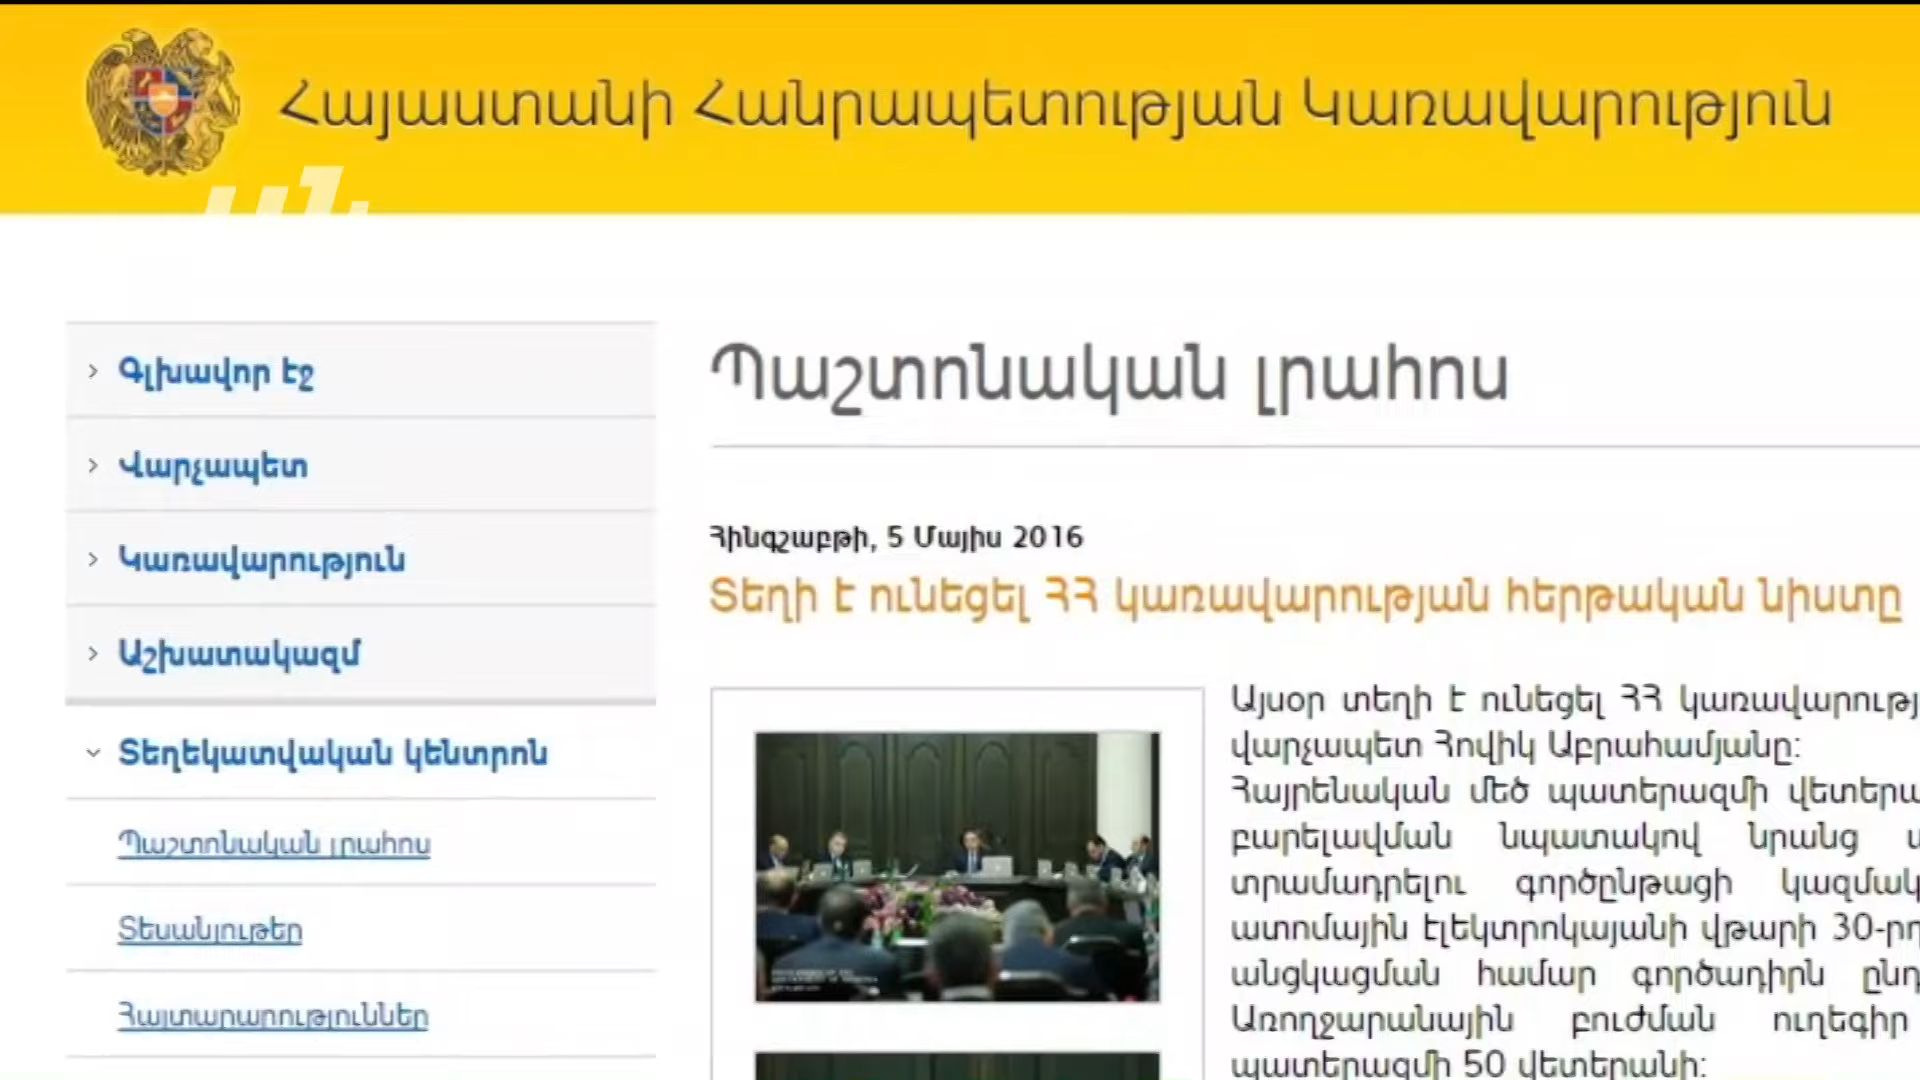 Հայաստանի Հանրապետության Կառավարություն
Գլխավոր էջ
Վարչապետ
Կառավարություն
Աշխատակազմ
Տեղեկատվական կենտրոն
Պաշտոնական լրահոս
Տեսանյութեր
Հայտարարություններ
Պաշտոնական լրահոս
Հինգշաբթի, 5 Մայիս 2016
Տեղի է ունեցել ՀՀ կառավարության հերթական նիստը
Այսօր տեղի է ունեցել ՀՀ կառավարությ
վարչապետ Հովիկ Աբրահամյանը:
Հայրենական մեծ պատերազմի վետերա
բարելավման նպատակով նրանց
տրամադրելու գործընթացի կազմակ
ատոմային էլեկտրոկայանի վթարի 30-րդ
անցկացման համար գործադիրն ընդ
Առողջարանային բուժման ուղեգիր
պատերազմի 50 վետերանի: